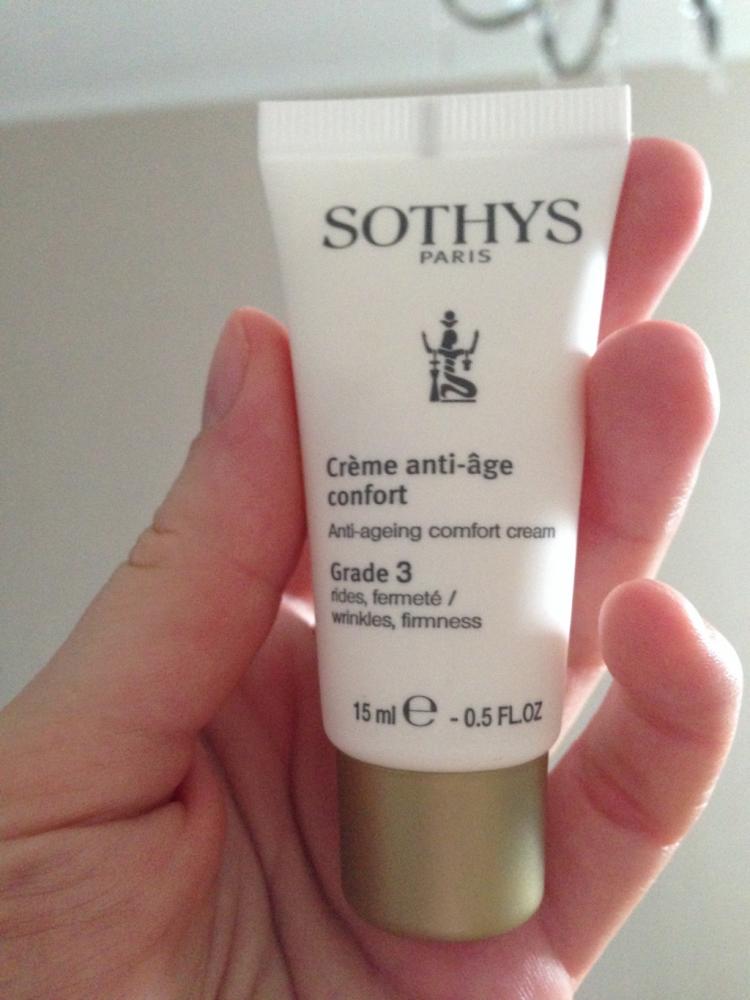 SOTHYS
PARIS
Crème anti-âge
confort
Anti-ageing comfort cream
Grade 3
rides, fermeté /
wrinkles, firmness
15 ml ℮ - 0.5 FL.OZ